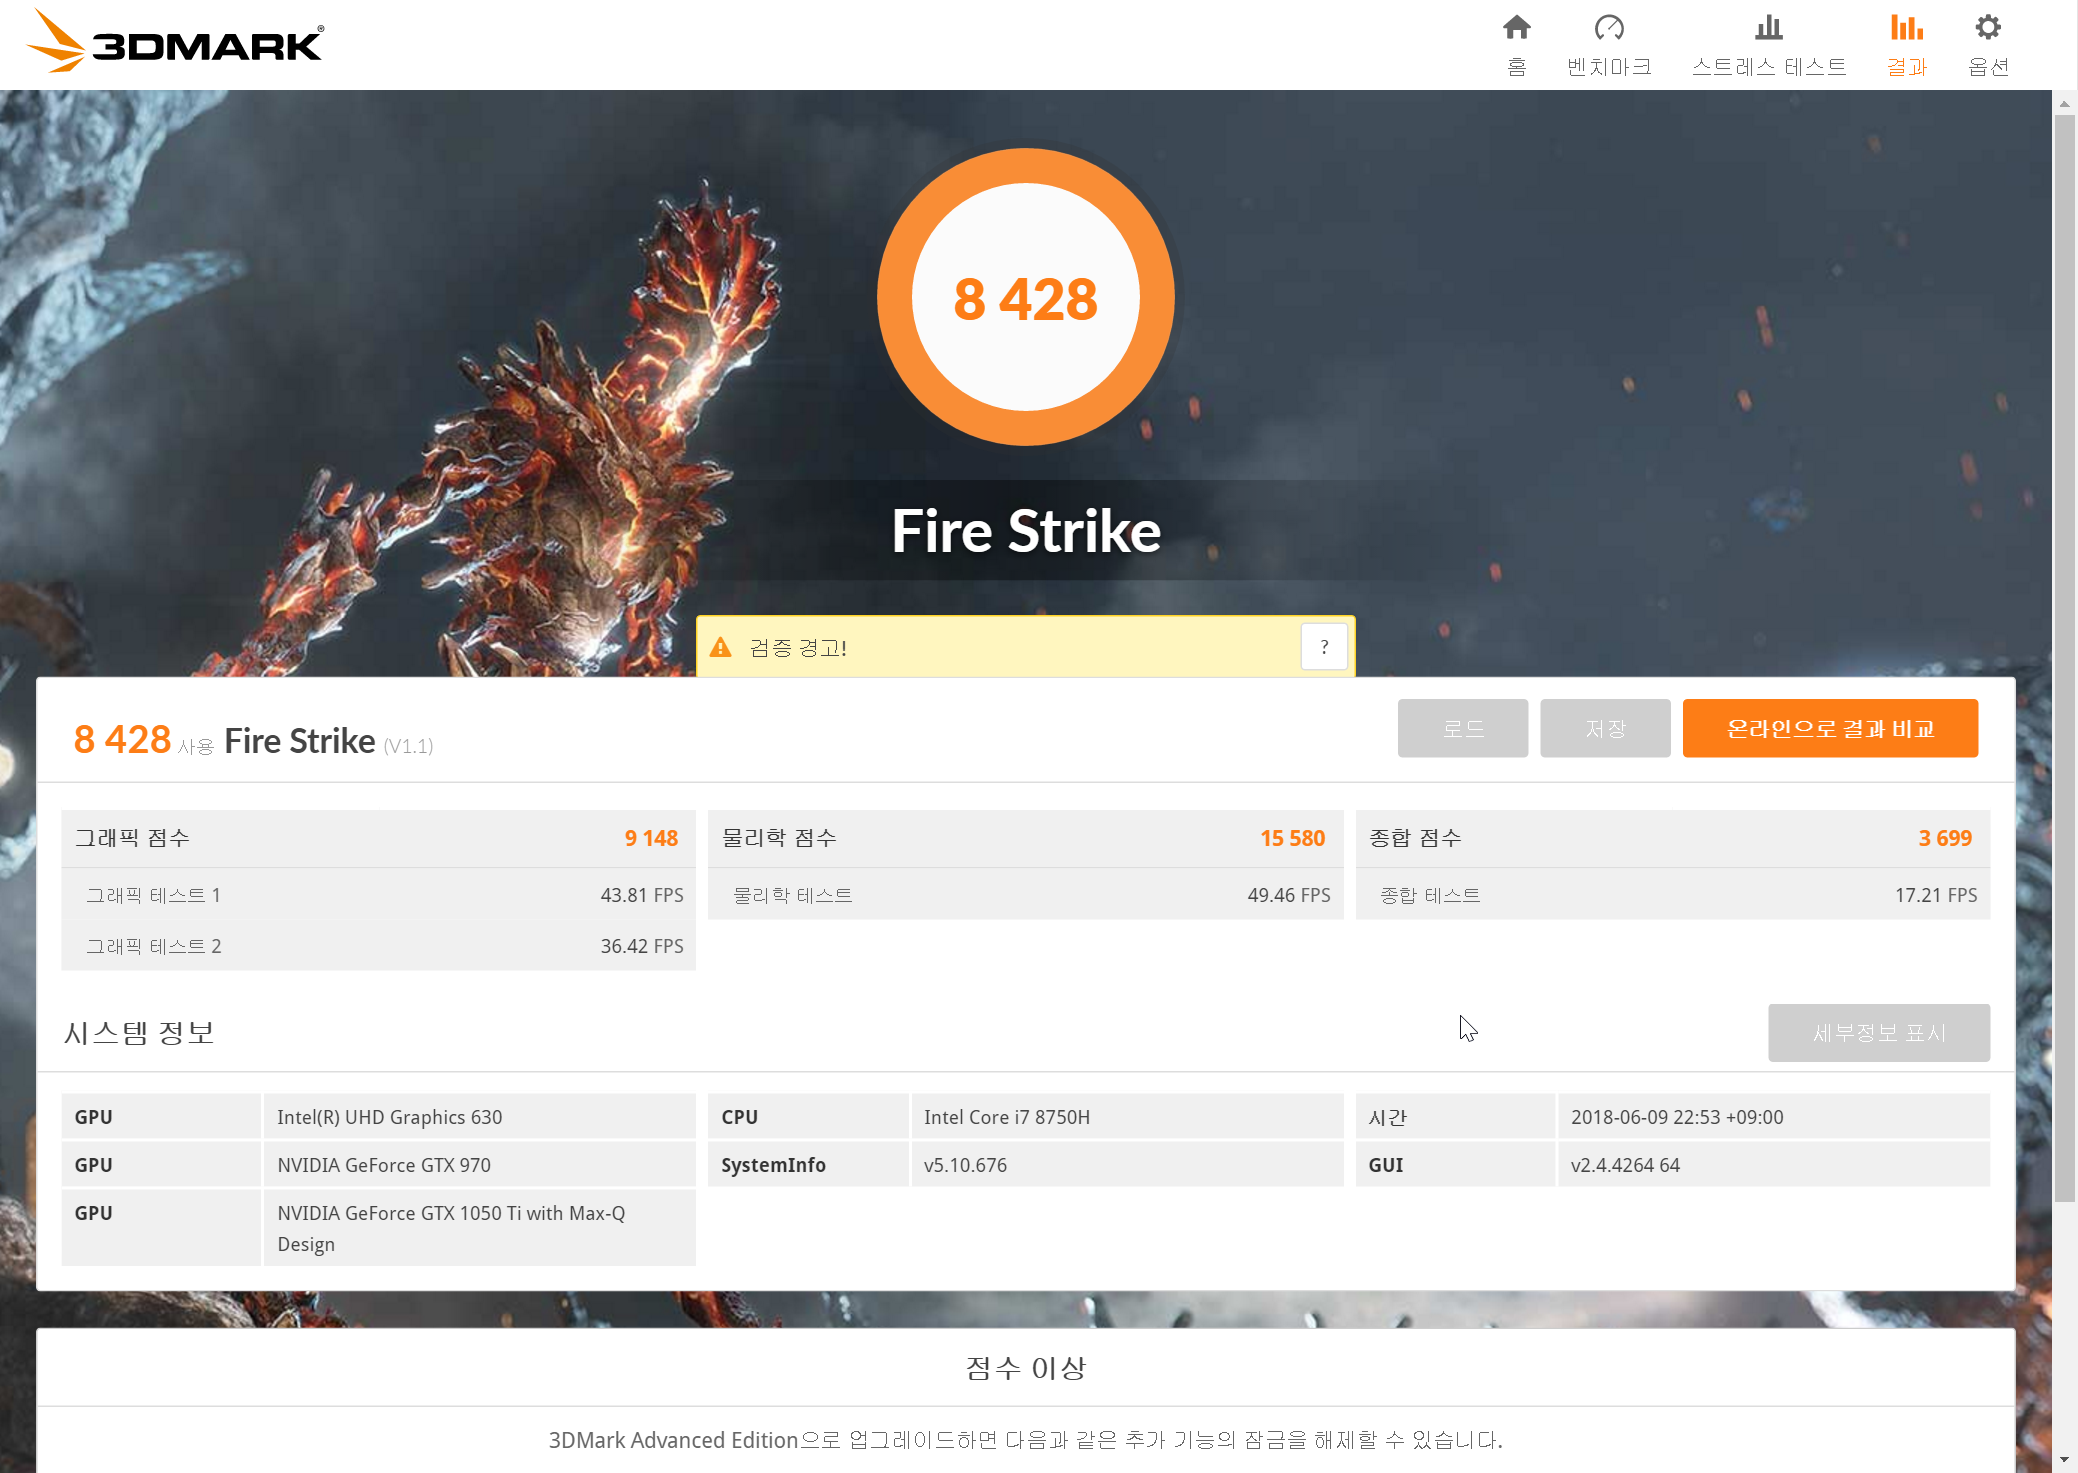 3DMARK®
홈
벤치마크
스트레스 테스트
결과
옵션
8 428
Fire Strike
검증 경고!
?
8 428 사용 Fire Strike (V1.1)
로드
저장
온라인으로 결과 비교
그래픽 점수 9 148
그래픽 테스트 1 43.81 FPS
그래픽 테스트 2 36.42 FPS
물리학 점수 15 580
물리학 테스트 49.46 FPS
종합 점수 3 699
종합 테스트 17.21 FPS
시스템 정보
세부정보 표시
GPU Intel(R) UHD Graphics 630
GPU NVIDIA GeForce GTX 970
GPU NVIDIA GeForce GTX 1050 Ti with Max-Q
Design
CPU Intel Core i7 8750H
SystemInfo v5.10.676
시간 2018-06-09 22:53 +09:00
GUI v2.4.4264 64
점수 이상
3DMark Advanced Edition으로 업그레이드하면 다음과 같은 추가 기능의 잠금을 해제할 수 있습니다.